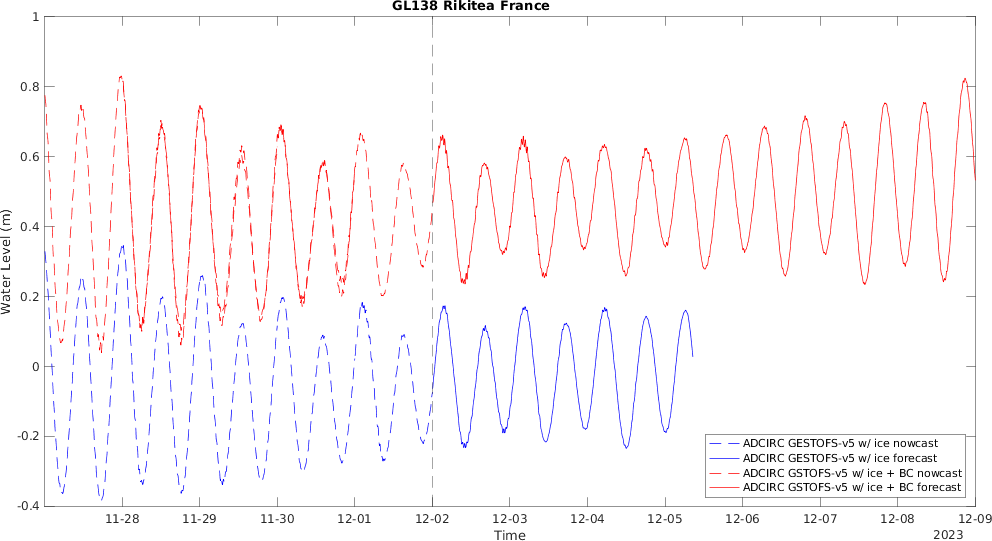 GL138 Rikitea France
1
0.8
0.6
0.4
0.2
0
-0.2
-0.4
Water Level (m)
11-28 11-29 11-30 12-01 12-02 12-03 12-04 12-05 12-06 12-07 12-08 12-09
Time
2023
ADCIRC GESTOFS-v5 w/ ice nowcast
ADCIRC GESTOFS-v5 w/ ice forecast
ADCIRC GSTOFS-v5 w/ ice + BC nowcast
ADCIRC GSTOFS-v5 w/ ice + BC forecast